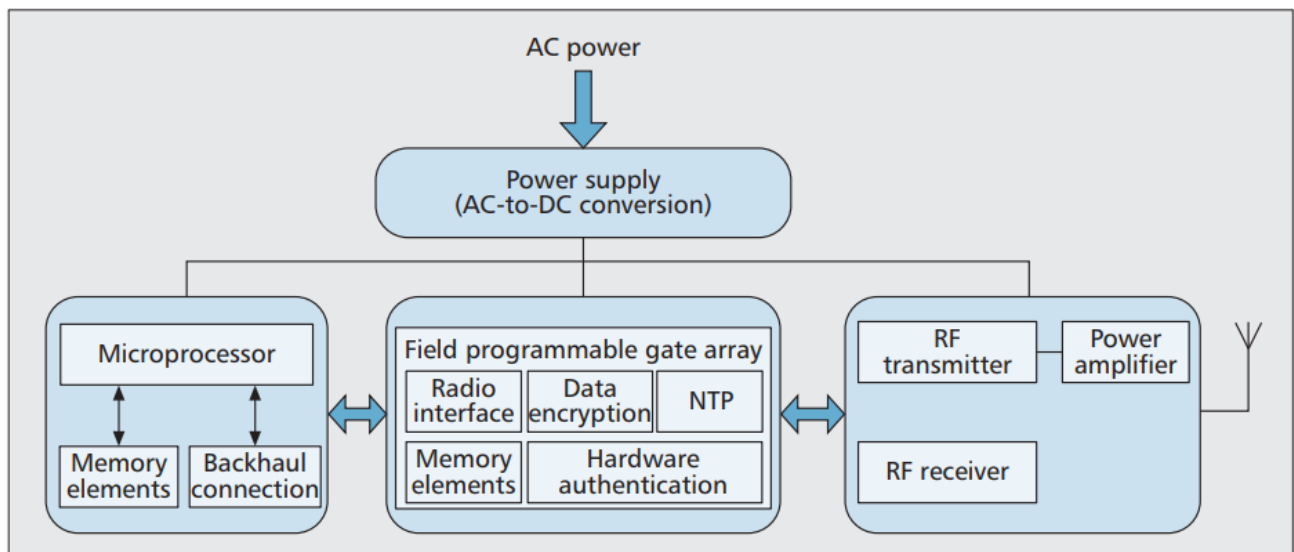 AC power
Power supply
(AC-to-DC conversion)
Microprocessor
Memory
elements
Backhaul
connection
Field programmable gate array
Radio
interface
Data
encryption
NTP
Memory
elements
Hardware
authentication
RF
transmitter
Power
amplifier
RF receiver